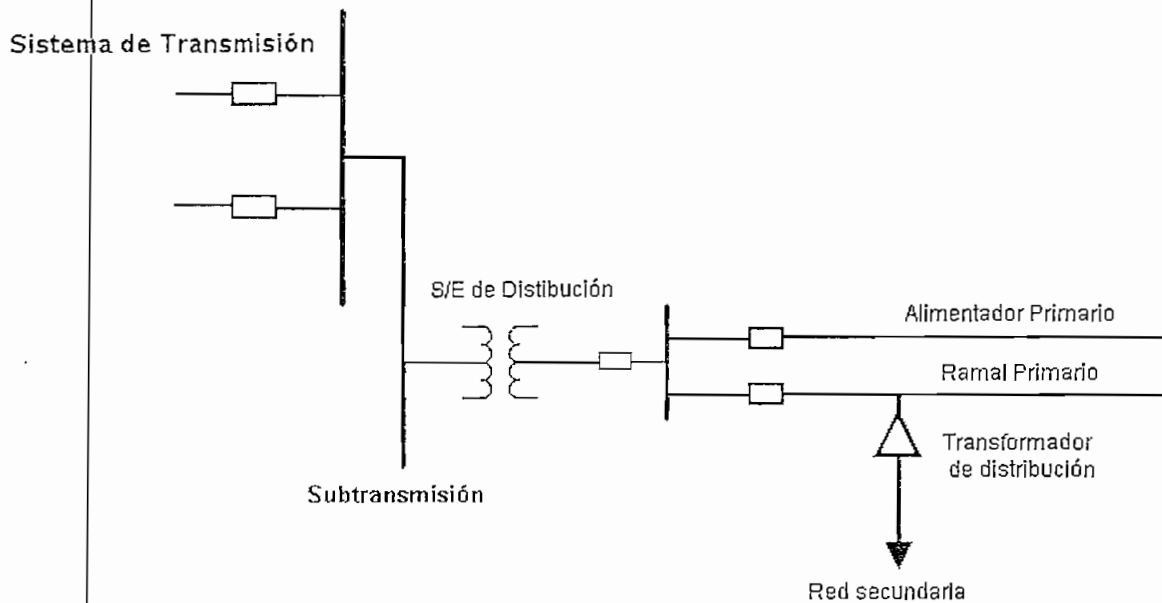 Sistema de Transmisión
S/E de Distibución
Alimentador Primario
Ramal Primario
Transformador
de distribución
Subtransmisión
Red secundaria